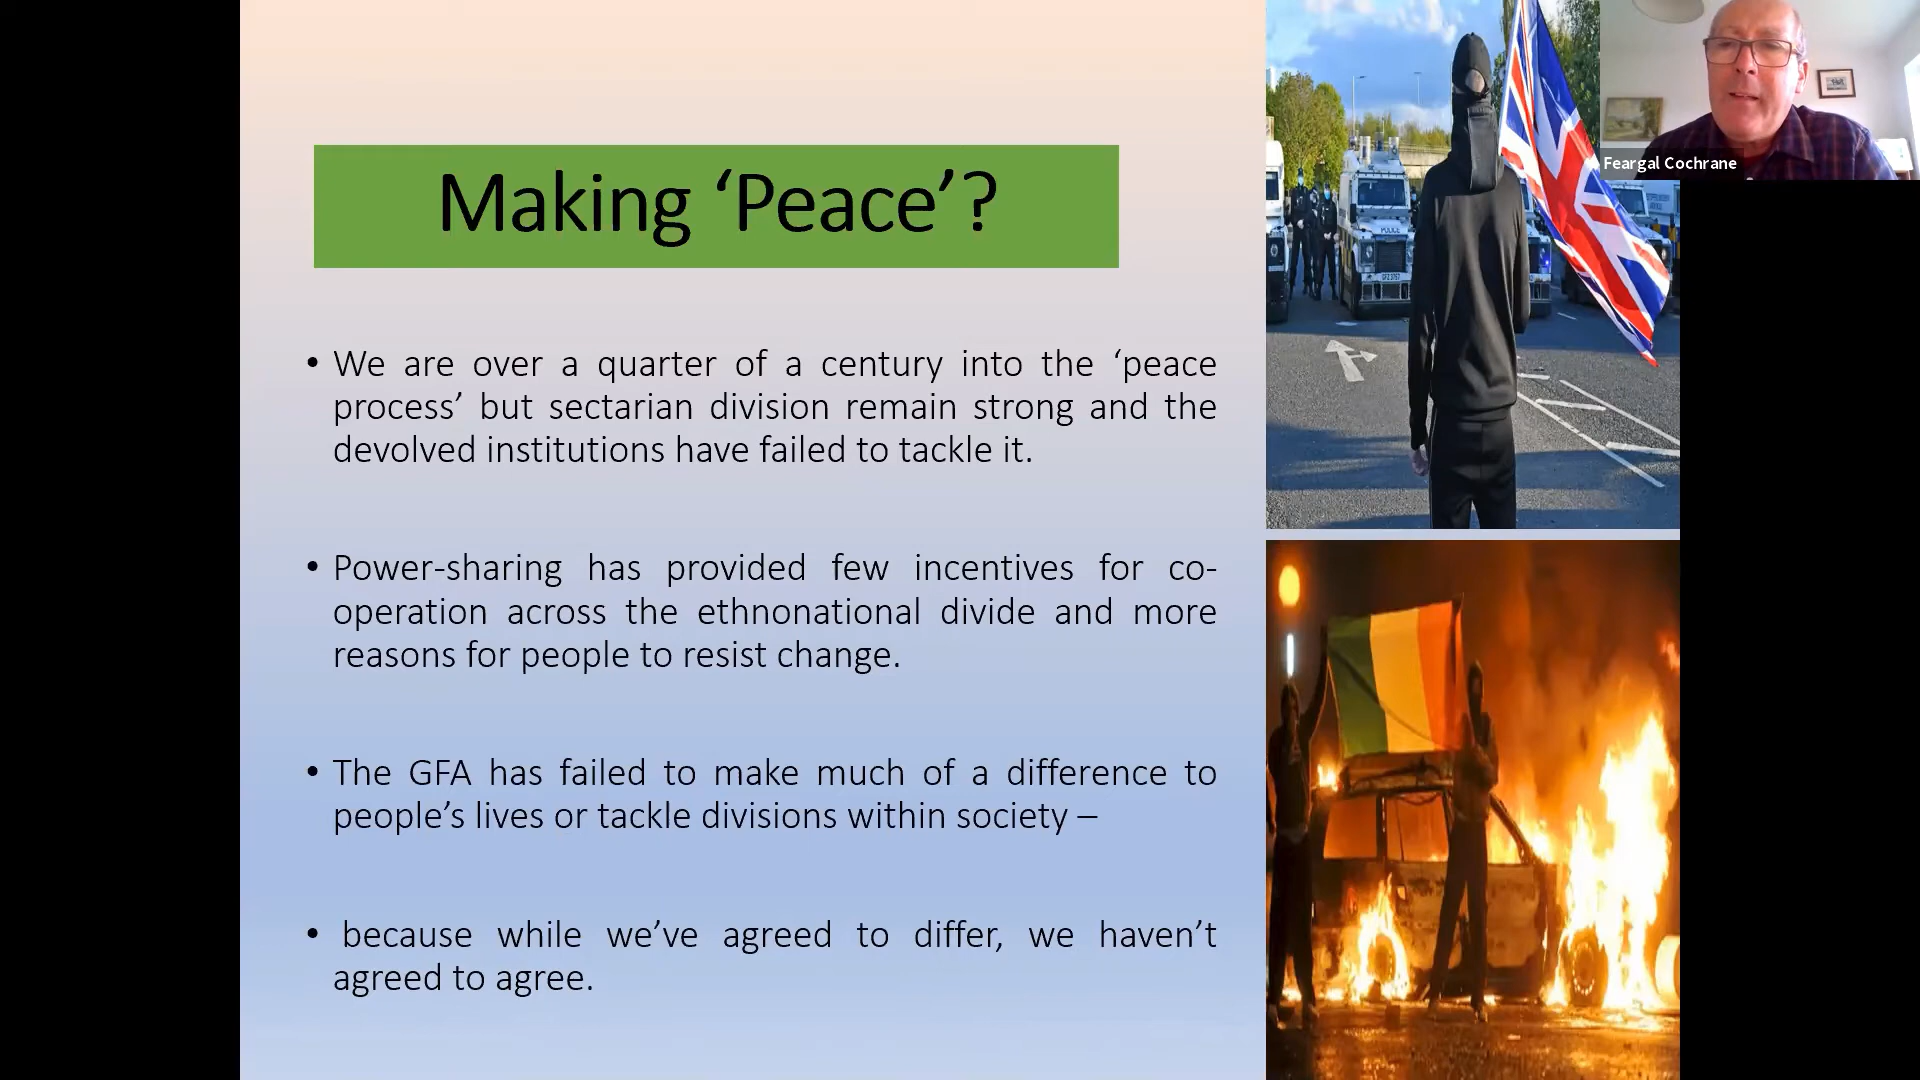 Making ‘Peace’?
• We are over a quarter of a century into the ‘peace
process’ but sectarian division remain strong and the
devolved institutions have failed to tackle it.
• Power-sharing has provided few incentives for co-
operation across the ethnonational divide and more
reasons for people to resist change.
• The GFA has failed to make much of a difference to
people’s lives or tackle divisions within society –
• because while we’ve agreed to differ, we haven’t
agreed to agree.
POLICE
Feargal Cochrane